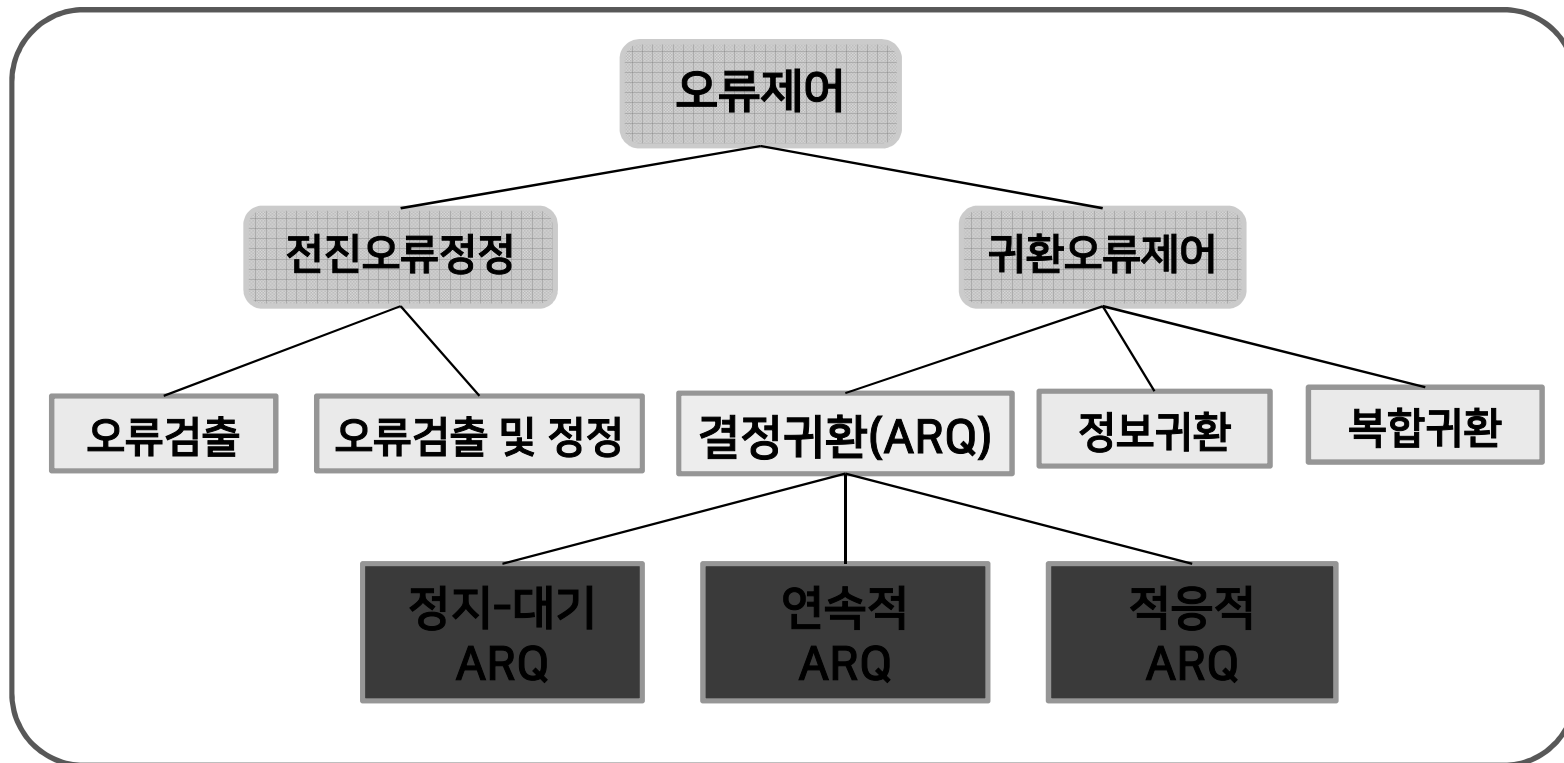 오류제어
전진오류정정
귀환오류제어
오류검출
오류검출 및 정정
결정귀환(ARQ)
정보귀환
복합귀환
정지-대기
ARQ
연속적
ARQ
적응적
ARQ